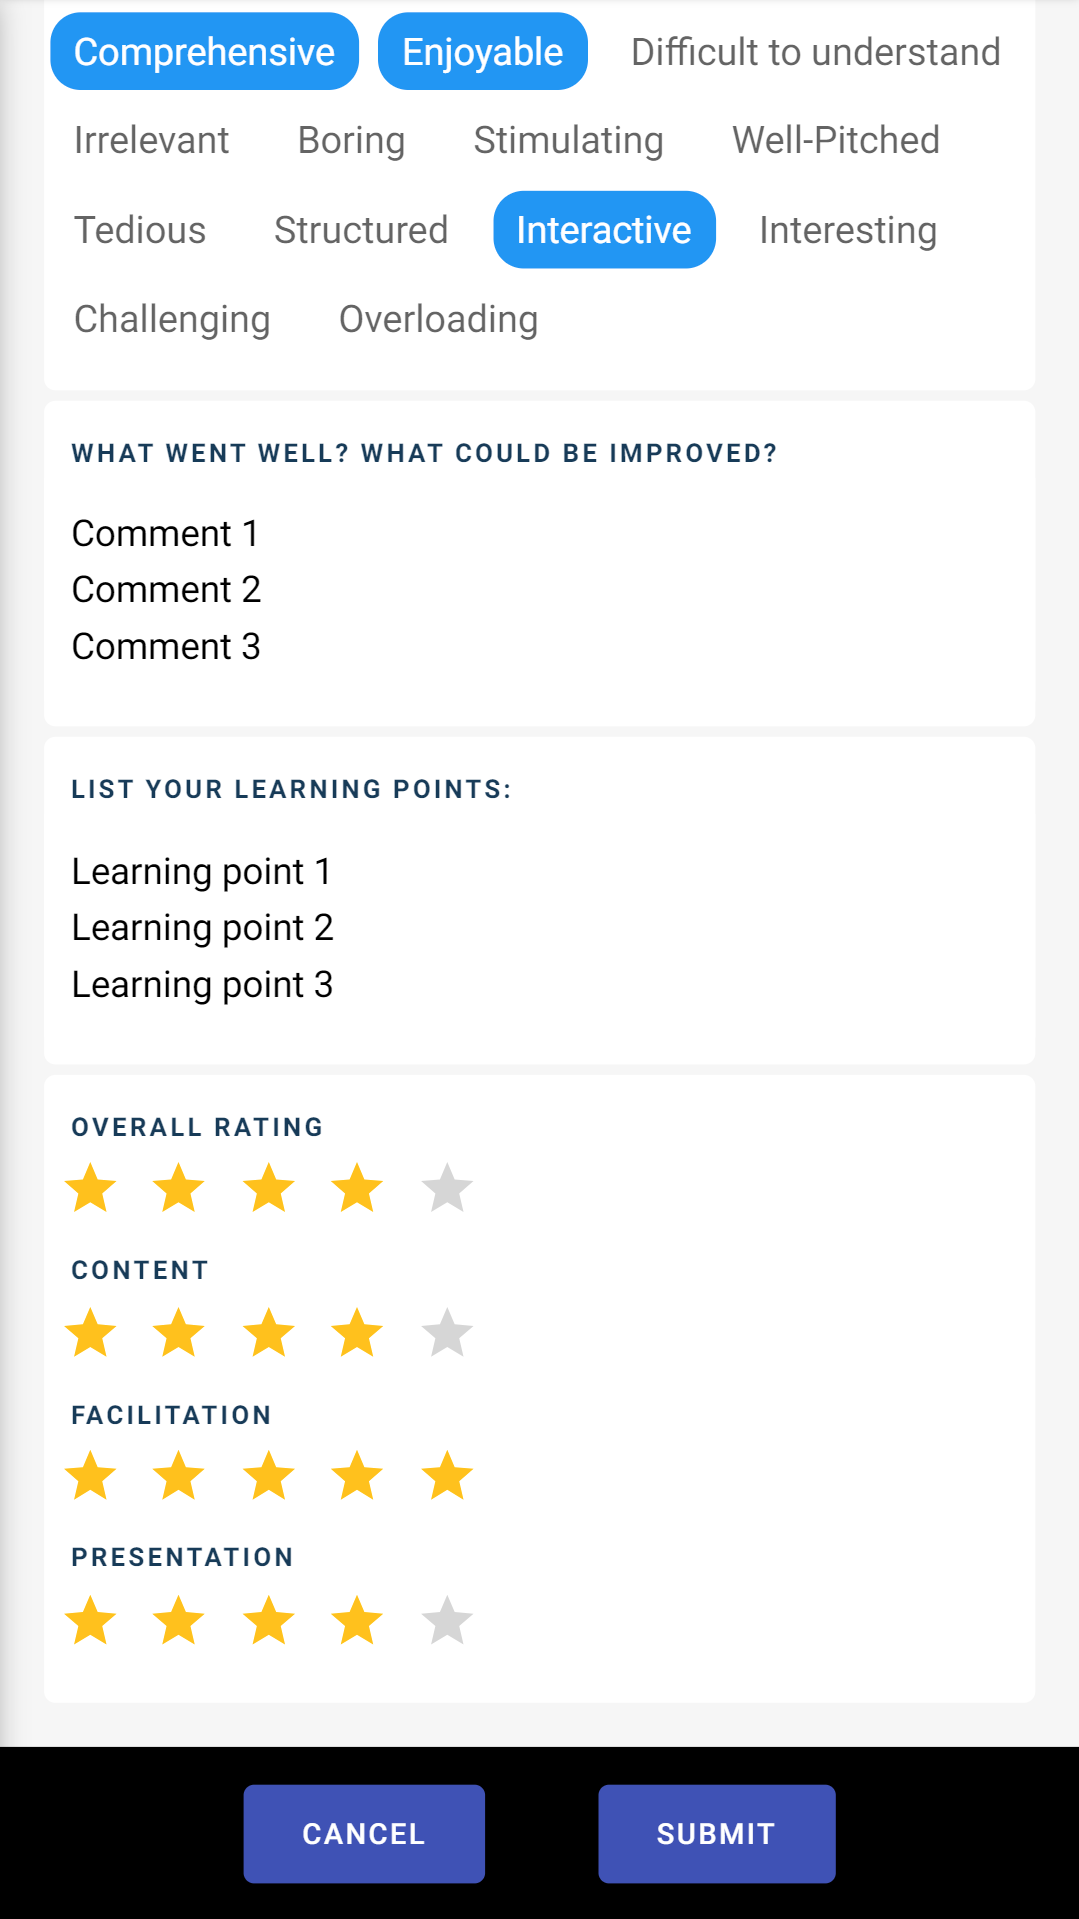 Comprehensive Enjoyable Difficult to understand
Irrelevant Boring Stimulating Well-Pitched
Tedious Structured Interactive Interesting
Challenging Overloading
WHAT WENT WELL? WHAT COULD BE IMPROVED?
Comment 1
Comment 2
Comment 3
LIST YOUR LEARNING POINTS:
Learning point 1
Learning point 2
Learning point 3
OVERALL RATING
CONTENT
FACILITATION
PRESENTATION
CANCEL SUBMIT